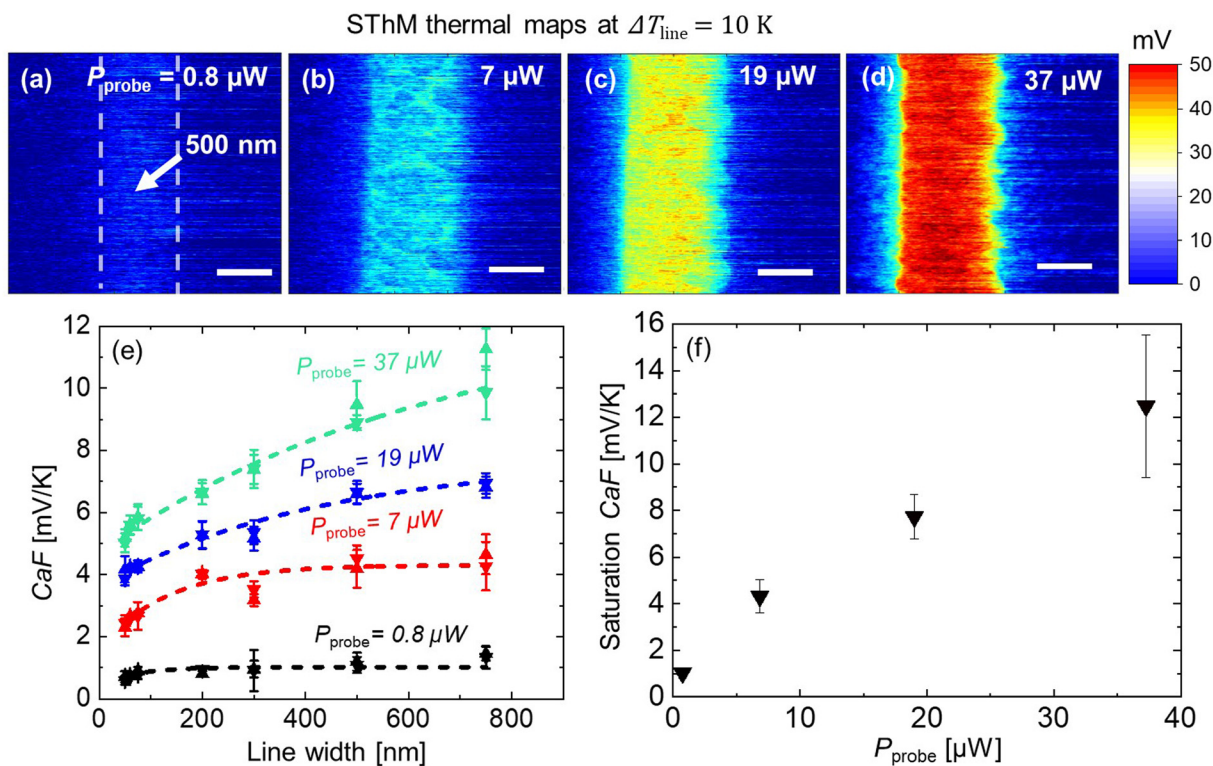 SThM thermal maps at ΔT_line = 10 K
(a) P_probe = 0.8 µW
500 nm
(b) 7 µW
(c) 19 µW
(d) 37 µW
mV
50
40
30
20
10
0
(e)
P_probe = 37 µW
P_probe = 19 µW
P_probe = 7 µW
P_probe = 0.8 µW
CaF [mV/K]
12
10
8
6
4
2
0
0 200 400 600 800
Line width [nm]
(f)
Saturation CaF [mV/K]
16
14
12
10
8
6
4
2
0
0 10 20 30 40
P_probe [µW]